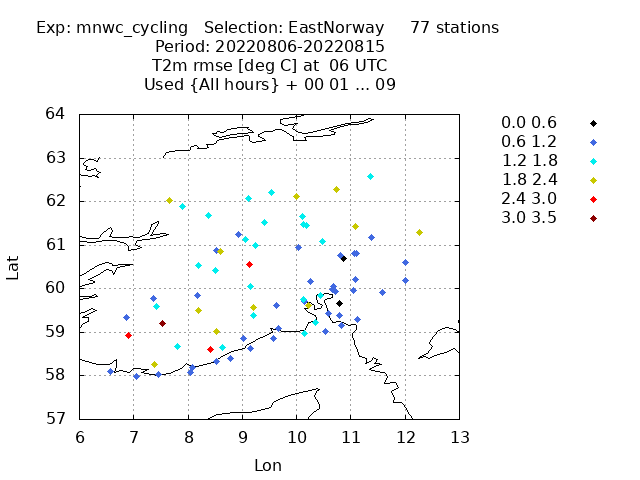 Exp: mnwc_cycling   Selection: EastNorway     77 stations
Period: 20220806-20220815
T2m rmse [deg C] at  06 UTC
Used {All hours} + 00 01 ... 09
64
63
62
61
60
59
58
57
Lat
6 7 8 9 10 11 12 13
Lon
0.0 0.6
0.6 1.2
1.2 1.8
1.8 2.4
2.4 3.0
3.0 3.5